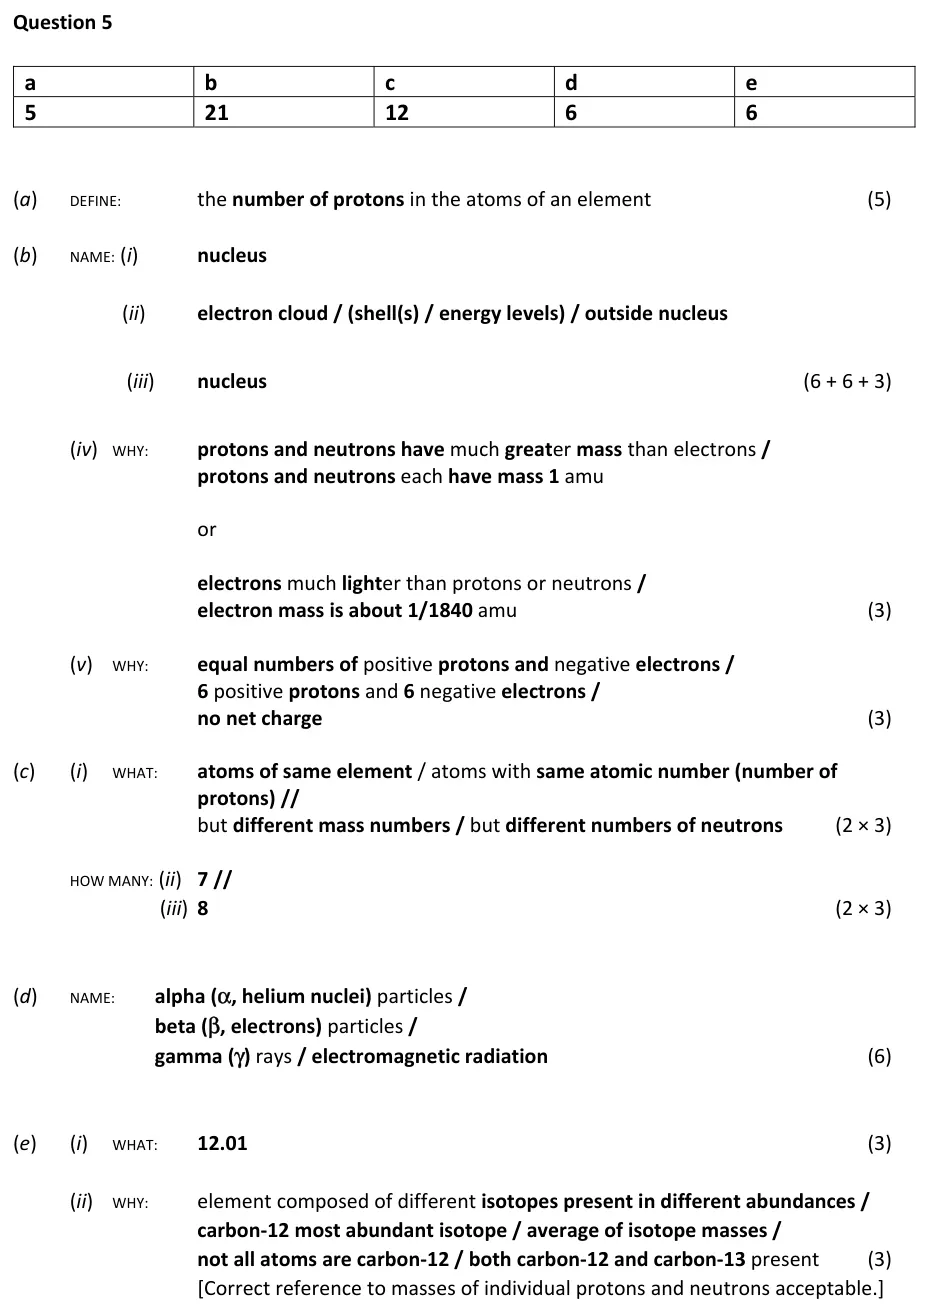 Question 5
a b c d e
5 21 12 6 6
(a) DEFINE: the number of protons in the atoms of an element (5)
(b) NAME: (i) nucleus
(ii) electron cloud / (shell(s) / energy levels) / outside nucleus
(iii) nucleus (6 + 6 + 3)
(iv) WHY: protons and neutrons have much greater mass than electrons /
protons and neutrons each have mass 1 amu
or
electrons much lighter than protons or neutrons /
electron mass is about 1/1840 amu (3)
(v) WHY: equal numbers of positive protons and negative electrons /
6 positive protons and 6 negative electrons /
no net charge (3)
(c) (i) WHAT: atoms of same element / atoms with same atomic number (number of
protons) //
but different mass numbers / but different numbers of neutrons (2 × 3)
HOW MANY: (ii) 7 //
(iii) 8 (2 × 3)
(d) NAME: alpha (α, helium nuclei) particles /
beta (β, electrons) particles /
gamma (γ) rays / electromagnetic radiation (6)
(e) (i) WHAT: 12.01 (3)
(ii) WHY: element composed of different isotopes present in different abundances /
carbon-12 most abundant isotope / average of isotope masses /
not all atoms are carbon-12 / both carbon-12 and carbon-13 present (3)
[Correct reference to masses of individual protons and neutrons acceptable.]